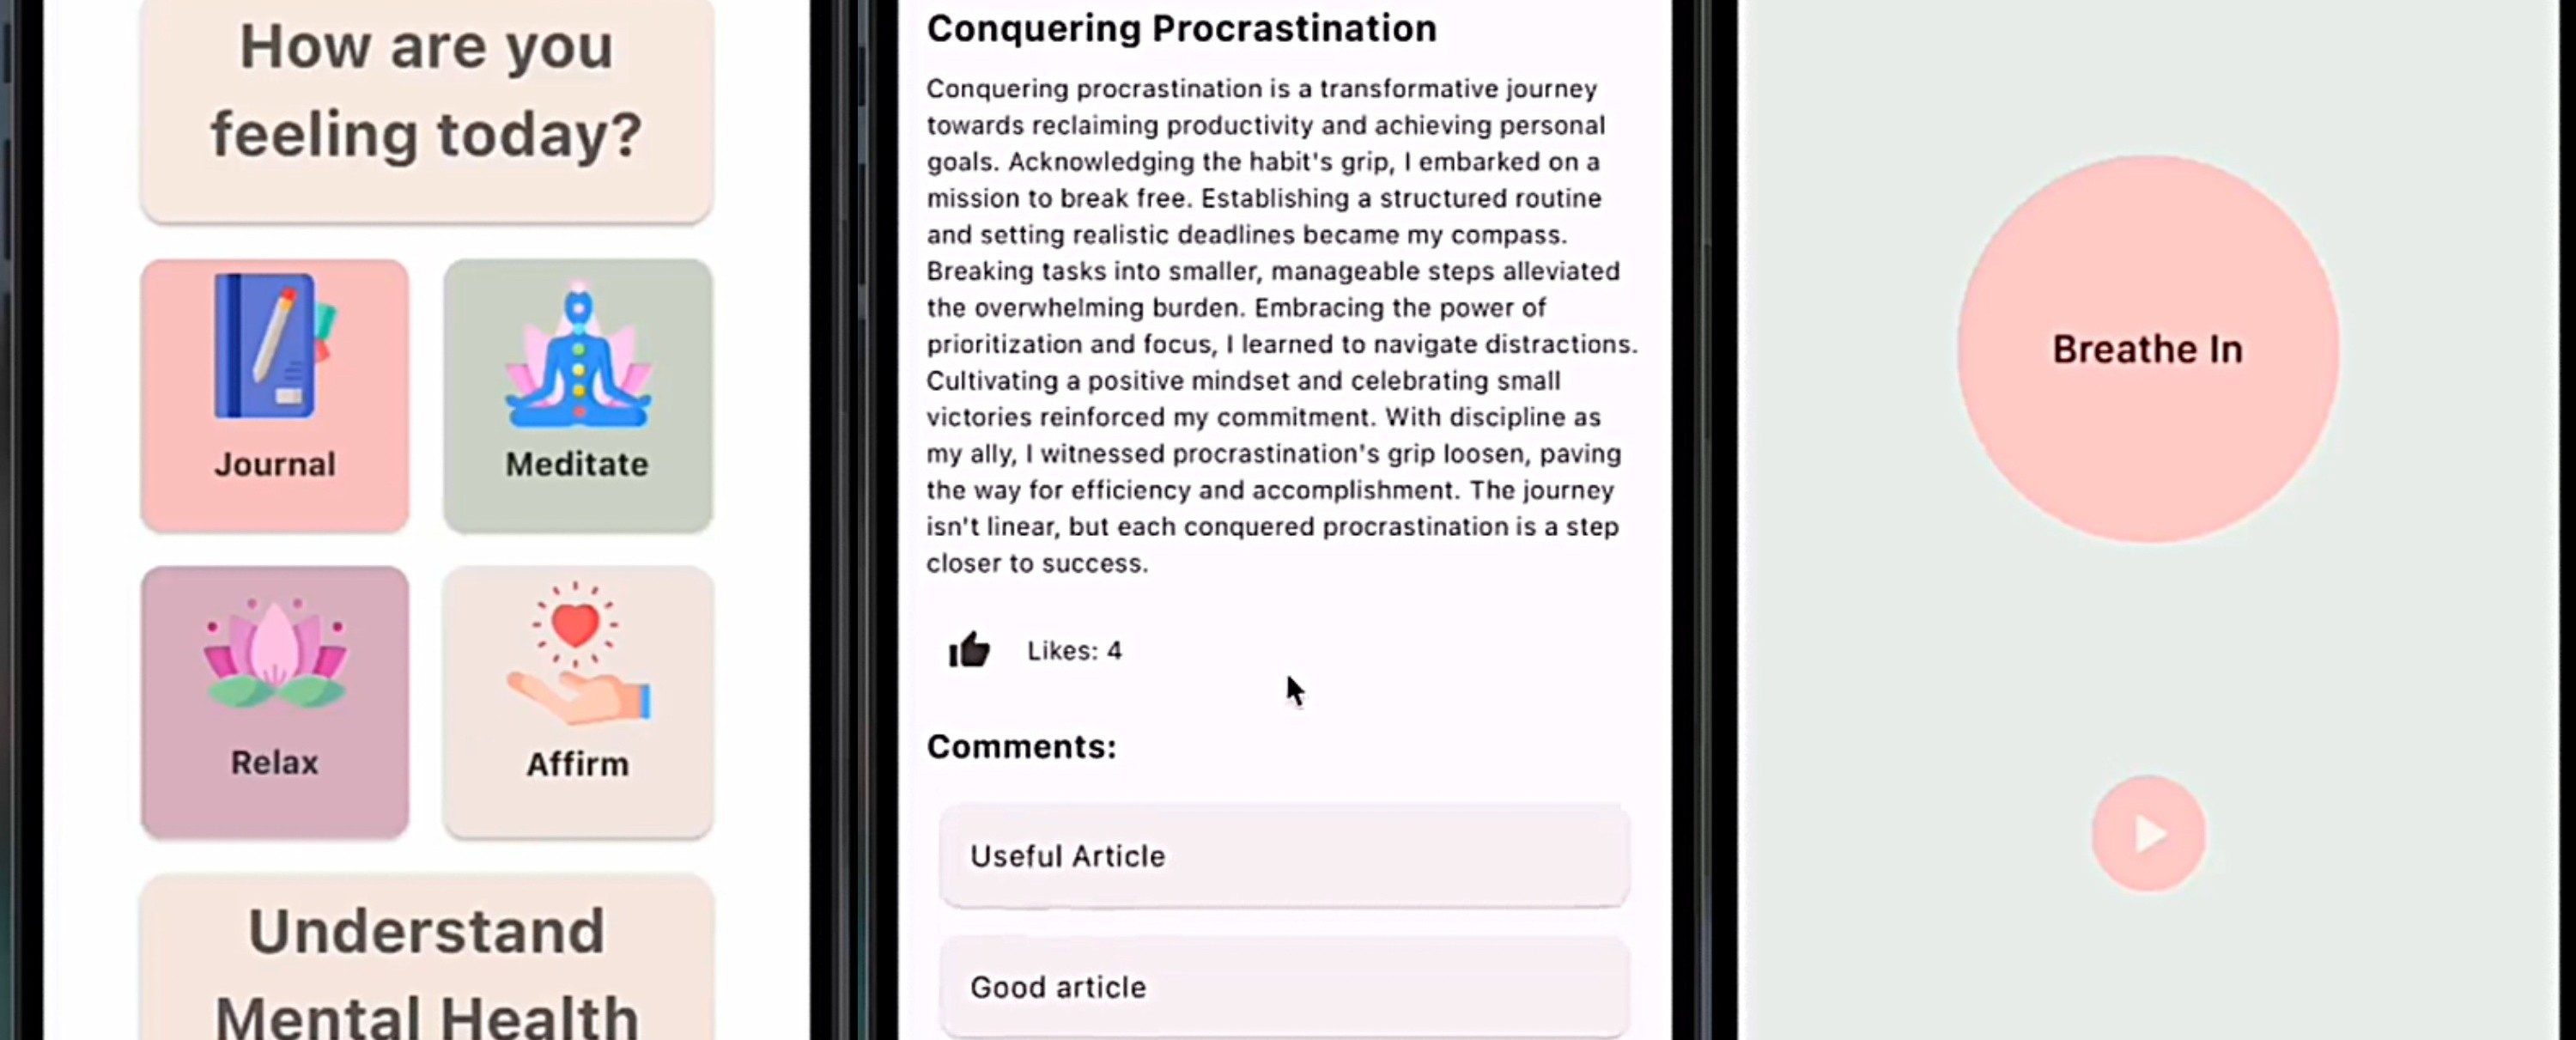 How are you
feeling today?
Journal
Meditate
Relax
Affirm
Understand
Mental Health
Conquering Procrastination
Conquering procrastination is a transformative journey
towards reclaiming productivity and achieving personal
goals. Acknowledging the habit's grip, I embarked on a
mission to break free. Establishing a structured routine
and setting realistic deadlines became my compass.
Breaking tasks into smaller, manageable steps alleviated
the overwhelming burden. Embracing the power of
prioritization and focus, I learned to navigate distractions.
Cultivating a positive mindset and celebrating small
victories reinforced my commitment. With discipline as
my ally, I witnessed procrastination's grip loosen, paving
the way for efficiency and accomplishment. The journey
isn't linear, but each conquered procrastination is a step
closer to success.
Likes: 4
Comments:
Useful Article
Good article
Breathe In